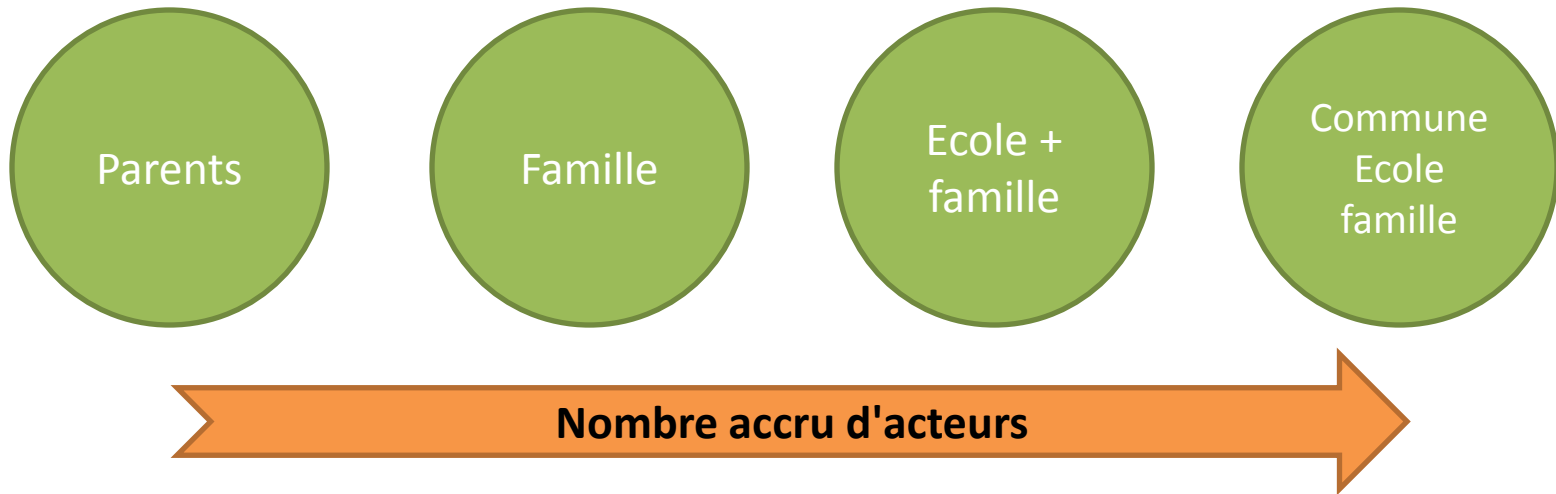 Parents
Famille
Ecole +
famille
Commune
Ecole
famille
Nombre accru d'acteurs